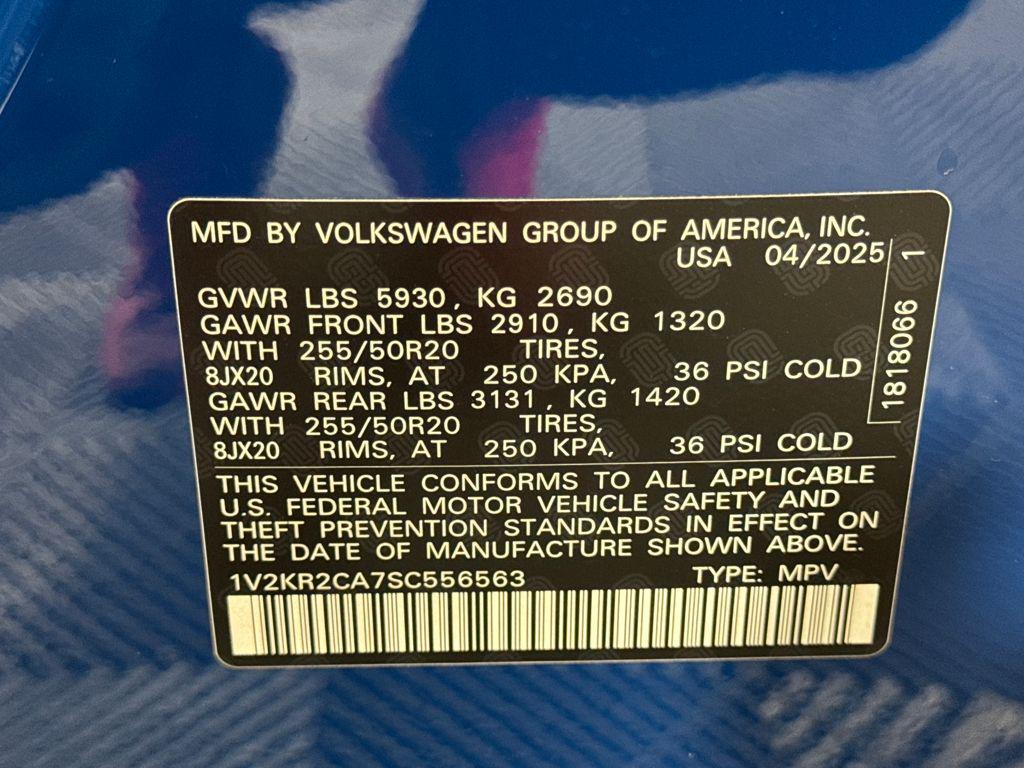 MFD BY VOLKSWAGEN GROUP OF AMERICA, INC.
USA 04/2025
GVWR LBS 5930, KG 2690
GAWR FRONT LBS 2910, KG 1320
WITH 255/50R20 TIRES,
8JX20 RIMS, AT 250 KPA, 36 PSI COLD
GAWR REAR LBS 3131, KG 1420
WITH 255/50R20 TIRES,
8JX20 RIMS, AT 250 KPA, 36 PSI COLD
1818066 1
THIS VEHICLE CONFORMS TO ALL APPLICABLE
U.S. FEDERAL MOTOR VEHICLE SAFETY AND
THEFT PREVENTION STANDARDS IN EFFECT ON
THE DATE OF MANUFACTURE SHOWN ABOVE.
1V2KR2CA7SC556563 TYPE: MPV